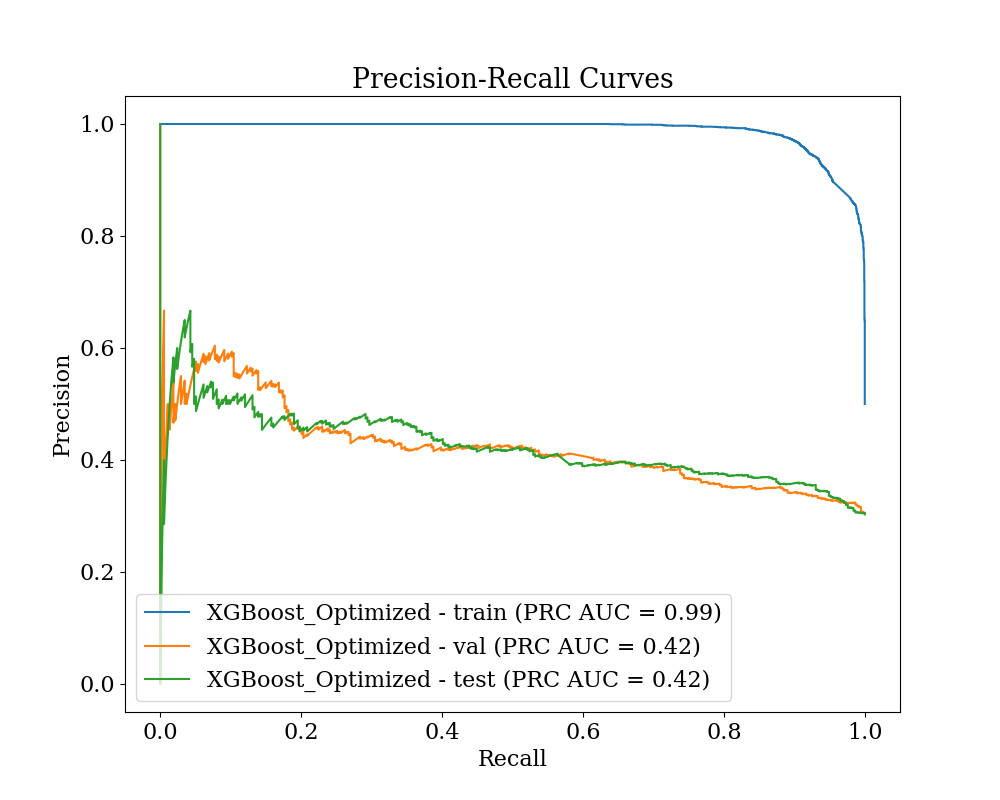 Precision-Recall Curves
1.0
0.8
0.6
0.4
0.2
0.0
Precision
XGBoost_Optimized - train (PRC AUC = 0.99)
XGBoost_Optimized - val (PRC AUC = 0.42)
XGBoost_Optimized - test (PRC AUC = 0.42)
0.0 0.2 0.4 0.6 0.8 1.0
Recall